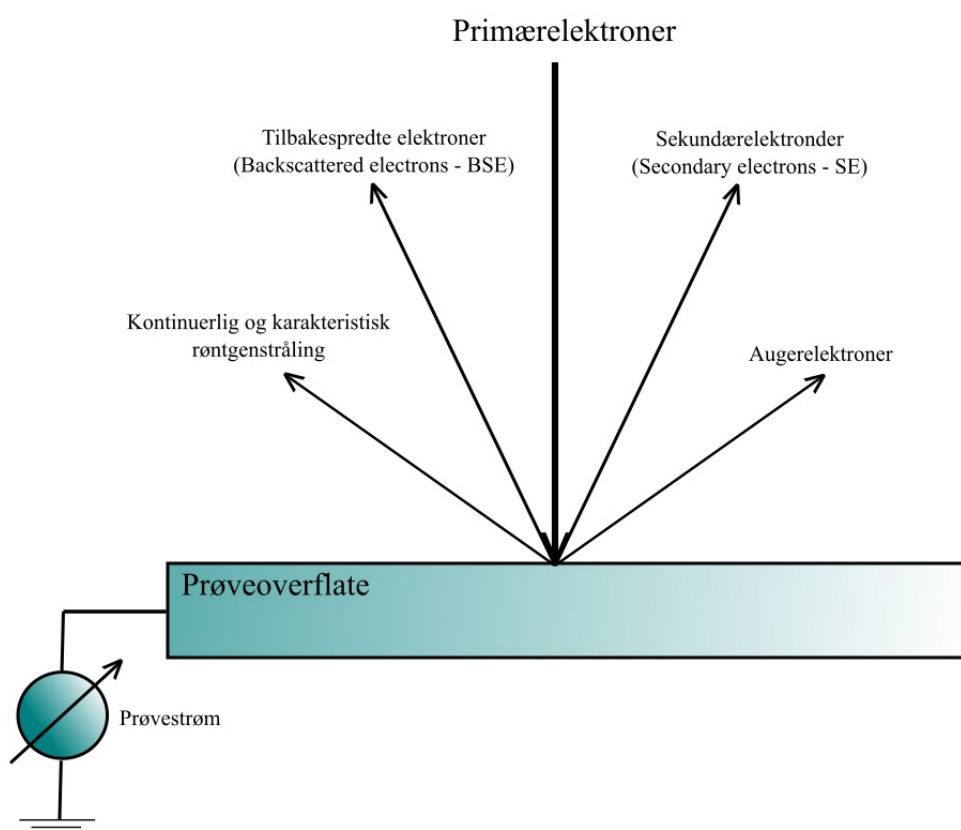 Primærelektroner
Tilbakespredte elektroner
(Backscattered electrons - BSE)
Sekundærelektronder
(Secondary electrons - SE)
Kontinuerlig og karakteristisk
røntgenstråling
Augerelektroner
Prøveoverflate
Prøvestrøm